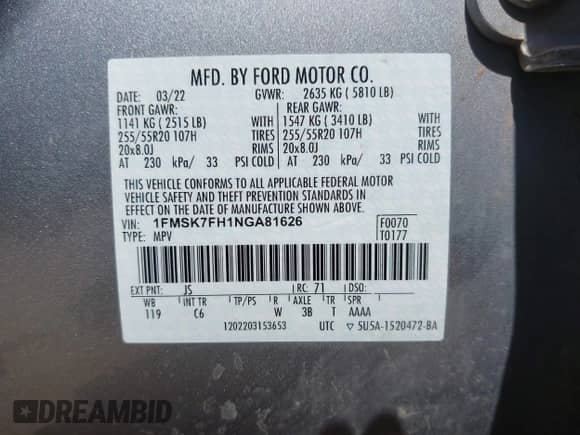 MFD. BY FORD MOTOR CO.
DATE: 03/22 GVWR: 2635 KG ( 5810 LB)
FRONT GAWR: REAR GAWR:
1141 KG ( 2515 LB) WITH 1547 KG ( 3410 LB) WITH
255/55R20 107H TIRES 255/55R20 107H TIRES
20x8.0J RIMS 20x8.0J RIMS
AT 230 kPa/ 33 PSI COLD AT 230 kPa/ 33 PSI COLD
THIS VEHICLE CONFORMS TO ALL APPLICABLE FEDERAL MOTOR
VEHICLE SAFETY AND THEFT PREVENTION STANDARDS IN
EFFECT ON THE DATE OF MANUFACTURE SHOWN ABOVE.
VIN: 1FMSK7FH1NGA81626 F0070
TYPE: MPV T0177
EXT PNT: JS RC: 71 DSO:
WB INT TR TP/PS R AXLE TR SPR
119 C6 W 3B T AAAA
1202203153653 UTC ▽ 5U5A-1520472-BA
DREAMBID